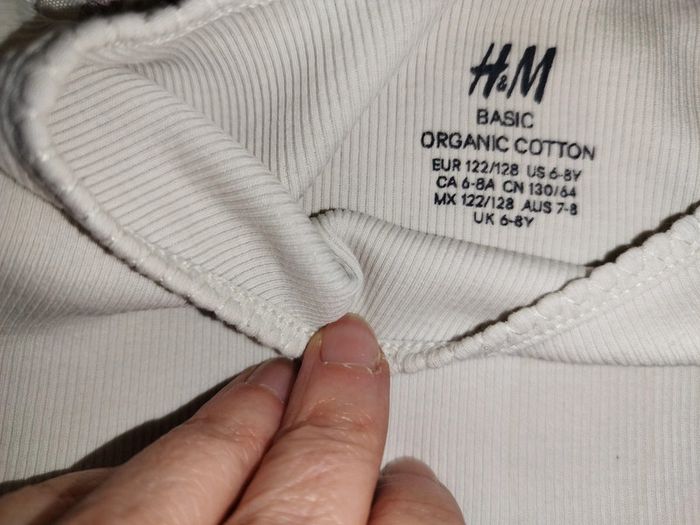 H&M
BASIC
ORGANIC COTTON
EUR 122/128 US 6-8Y
CA 6-8A CN 130/64
MX 122/128 AUS 7-8
UK 6-8Y